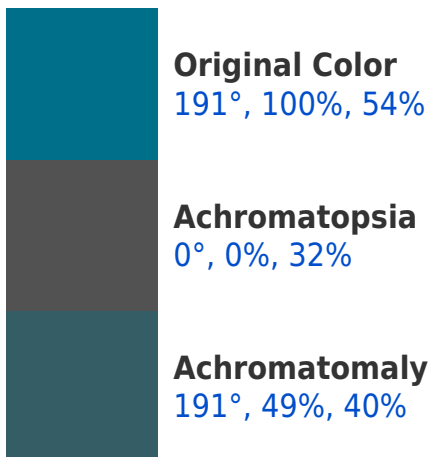 Original Color
191°, 100%, 54%
Achromatopsia
0°, 0%, 32%
Achromatomaly
191°, 49%, 40%